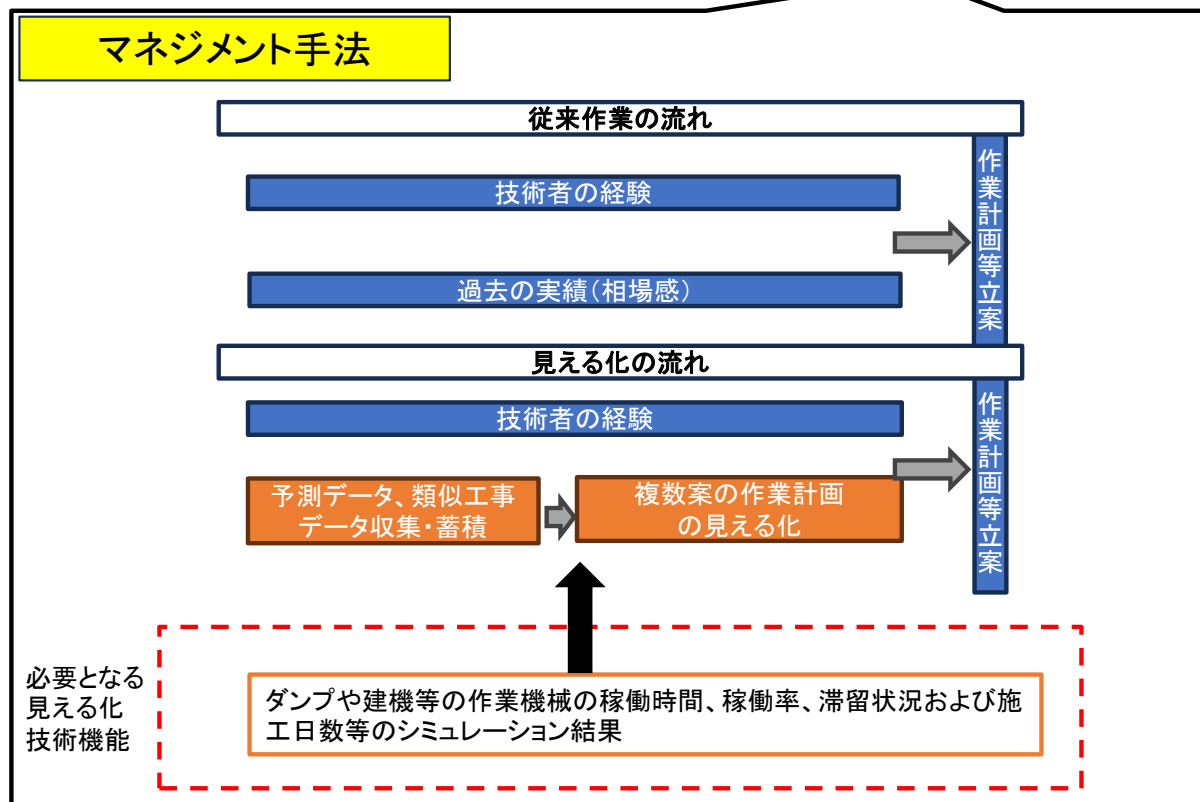 マネジメント手法
従来作業の流れ
技術者の経験
過去の実績(相場感)
作業計画等立案
見える化の流れ
技術者の経験
予測データ、類似工事
データ収集・蓄積
複数案の作業計画
の見える化
作業計画等立案
必要となる
見える化
技術機能
ダンプや建機等の作業機械の稼働時間、稼働率、滞留状況および施
工日数等のシミュレーション結果